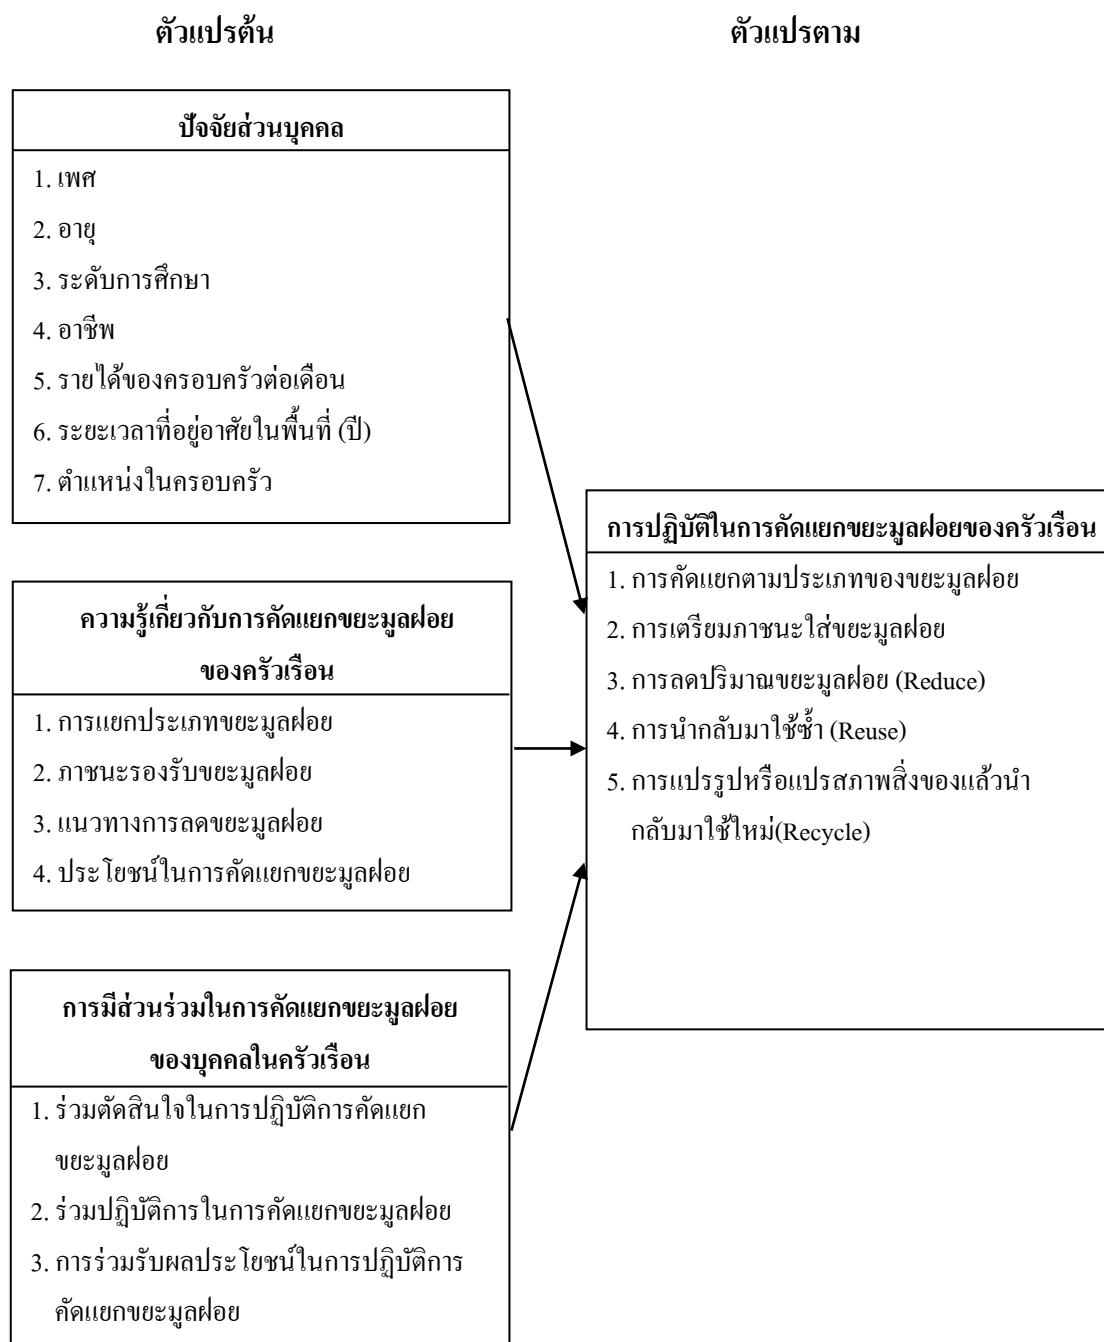 ตัวแปรต้น
ตัวแปรตาม
ปัจจัยส่วนบุคคล
1. เพศ
2. อายุ
3. ระดับการศึกษา
4. อาชีพ
5. รายได้ของครอบครัวต่อเดือน
6. ระยะเวลาที่อยู่อาศัยในพื้นที่ (ปี)
7. ตำแหน่งในครอบครัว
ความรู้เกี่ยวกับการคัดแยกขยะมูลฝอย
ของครัวเรือน
1. การแยกประเภทขยะมูลฝอย
2. ภาชนะรองรับขยะมูลฝอย
3. แนวทางการลดขยะมูลฝอย
4. ประโยชน์ในการคัดแยกขยะมูลฝอย
การมีส่วนร่วมในการคัดแยกขยะมูลฝอย
ของบุคคลในครัวเรือน
1. ร่วมตัดสินใจในการปฏิบัติการคัดแยก
ขยะมูลฝอย
2. ร่วมปฏิบัติการในการคัดแยกขยะมูลฝอย
3. การร่วมรับผลประโยชน์ในการปฏิบัติการ
คัดแยกขยะมูลฝอย
การปฏิบัติในการคัดแยกขยะมูลฝอยของครัวเรือน
1. การคัดแยกตามประเภทของขยะมูลฝอย
2. การเตรียมภาชนะใส่ขยะมูลฝอย
3. การลดปริมาณขยะมูลฝอย (Reduce)
4. การนำกลับมาใช้ซ้ำ (Reuse)
5. การแปรรูปหรือแปรสภาพสิ่งของแล้วนำ
กลับมาใช้ใหม่(Recycle)